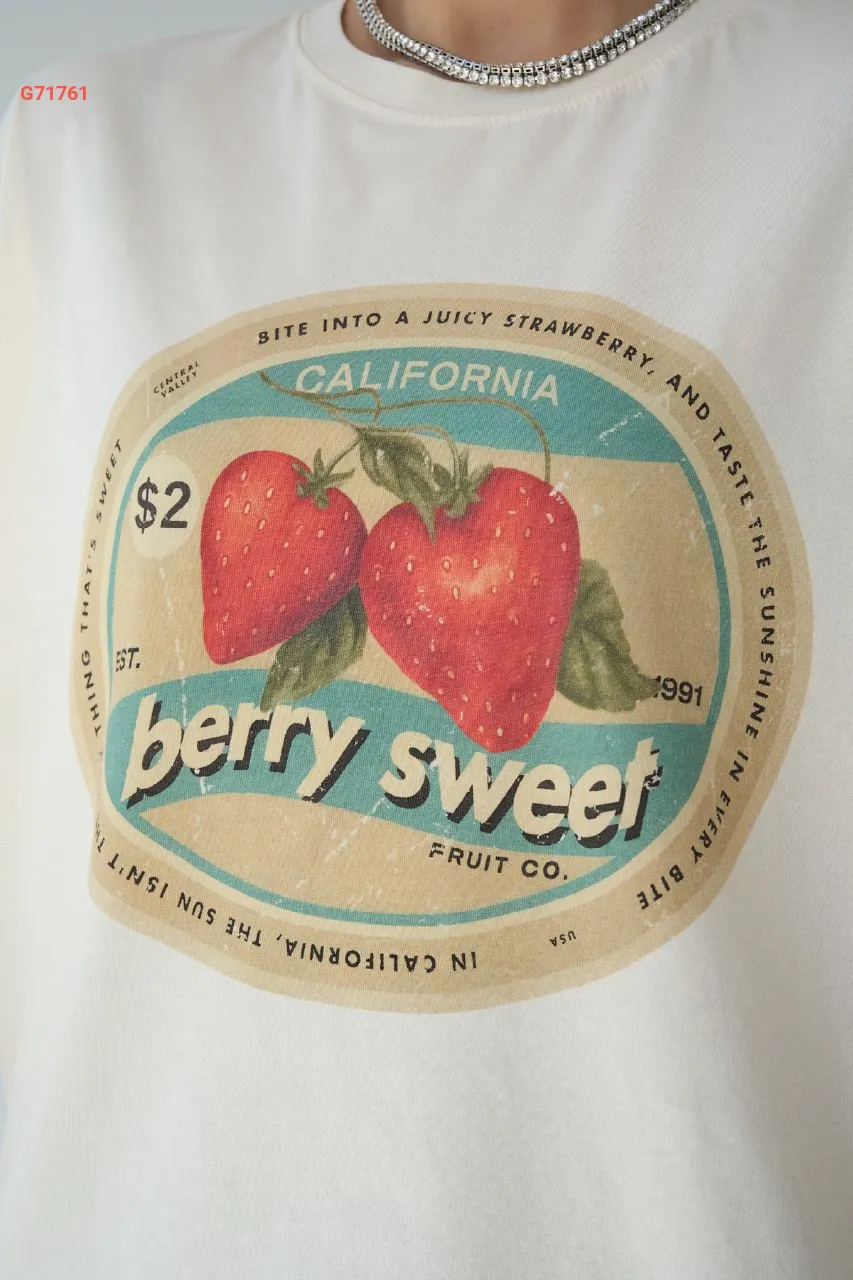 G71761
BITE INTO A JUICY STRAWBERRY, AND TASTE THE SUNSHINE IN EVERY BITE
CENTRAL
VALLEY
CALIFORNIA
$2
EST.
1991
berry sweet
FRUIT CO.
USA
IN CALIFORNIA, THE SUN ISN'T THE THING THAT'S SWEET